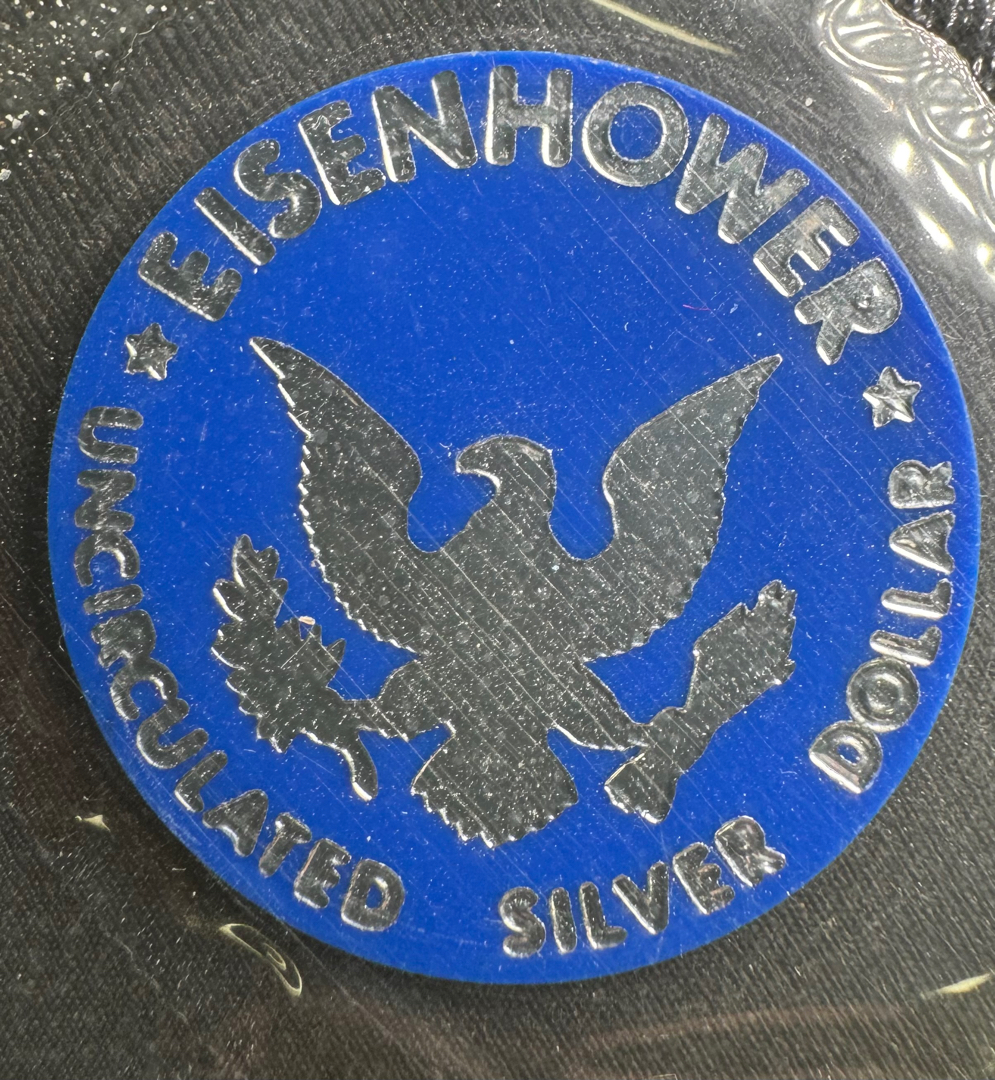 ★ EISENHOWER ★
UNCIRCULATED SILVER DOLLAR